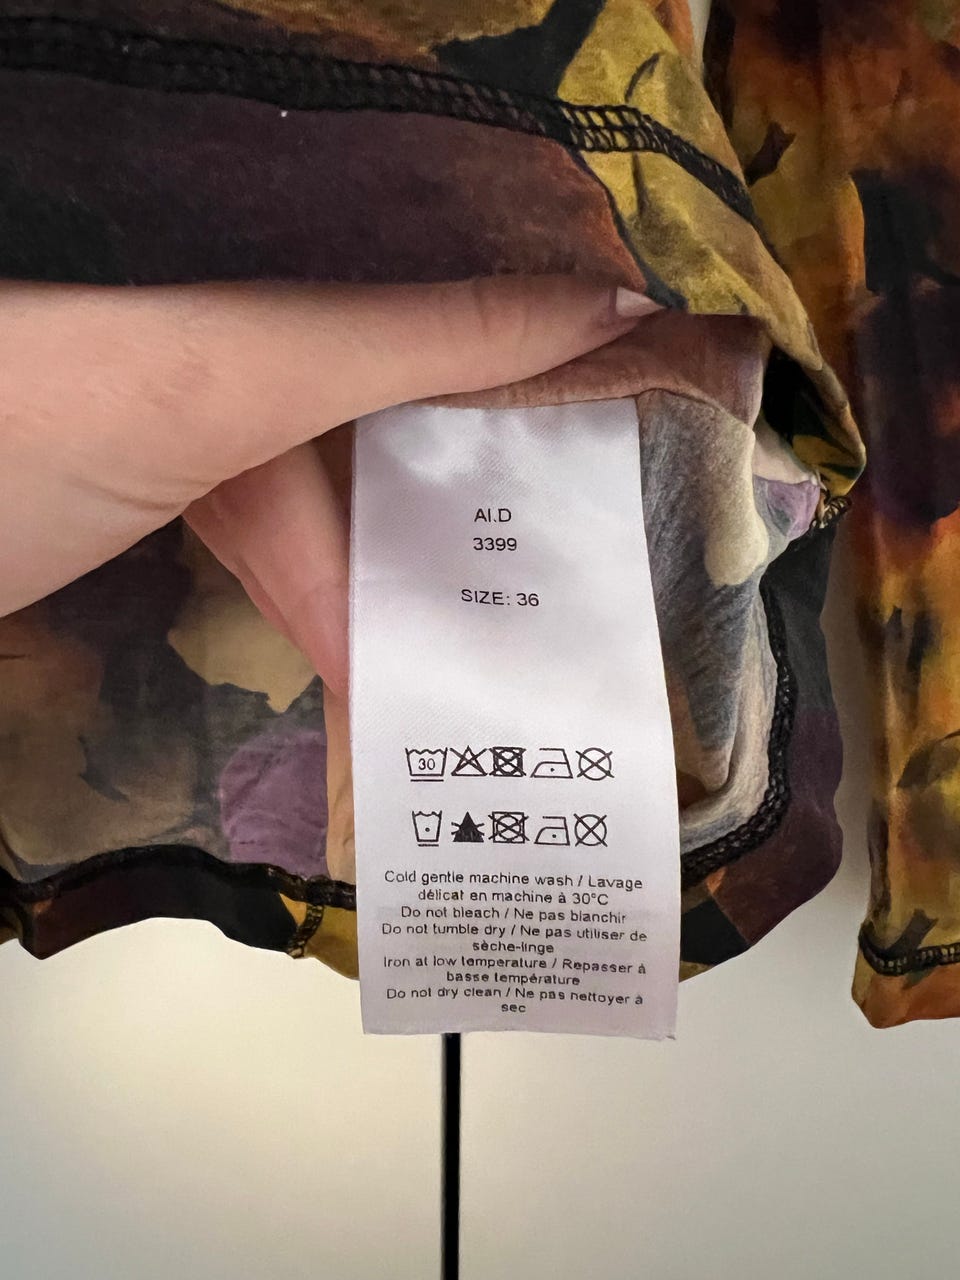 AI.D
3399
SIZE: 36
30
Cold gentle machine wash / Lavage
délicat en machine à 30°C
Do not bleach / Ne pas blanchir
Do not tumble dry / Ne pas utiliser de
sèche-linge
Iron at low temperature / Repasser à
basse température
Do not dry clean / Ne pas nettoyer à
sec